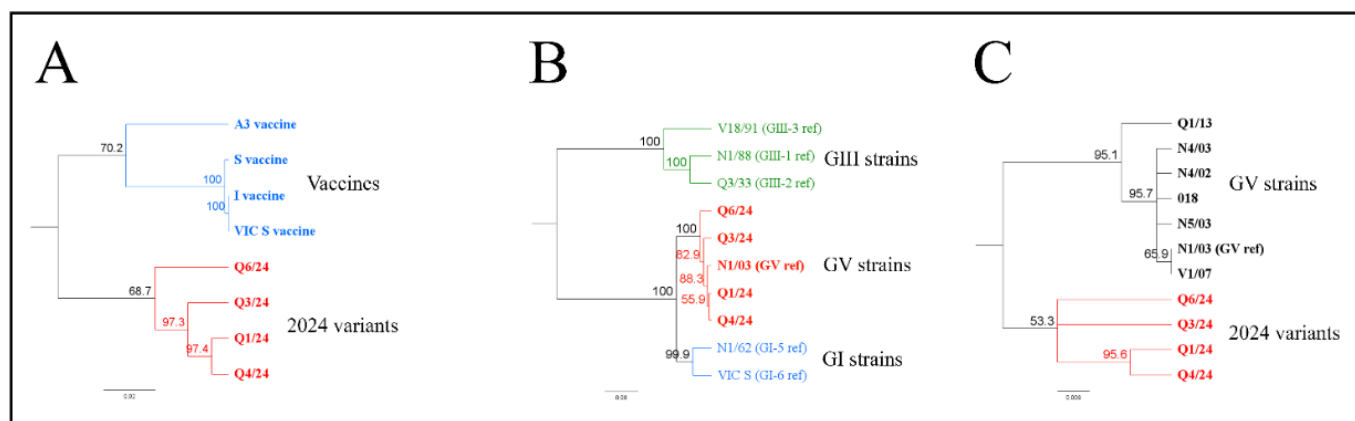 A
A3 vaccine
70.2
S vaccine
100
Vaccines
I vaccine
100
VIC S vaccine
Q6/24
68.7
Q3/24
97.3
2024 variants
Q1/24
97.4
Q4/24
B
V18/91 (GIII-3 ref)
100
N1/88 (GIII-1 ref)
GIII strains
100
Q3/33 (GIII-2 ref)
Q6/24
100
Q3/24
82.9
N1/03 (GV ref)
GV strains
88.3
Q1/24
100
55.9
Q4/24
N1/62 (GI-5 ref)
99.9
GI strains
VIC S (GI-6 ref)
C
Q1/13
95.1
N4/03
N4/02
GV strains
95.7
018
N5/03
N1/03 (GV ref)
65.9
V1/07
Q6/24
53.3
Q3/24
2024 variants
Q1/24
95.6
Q4/24